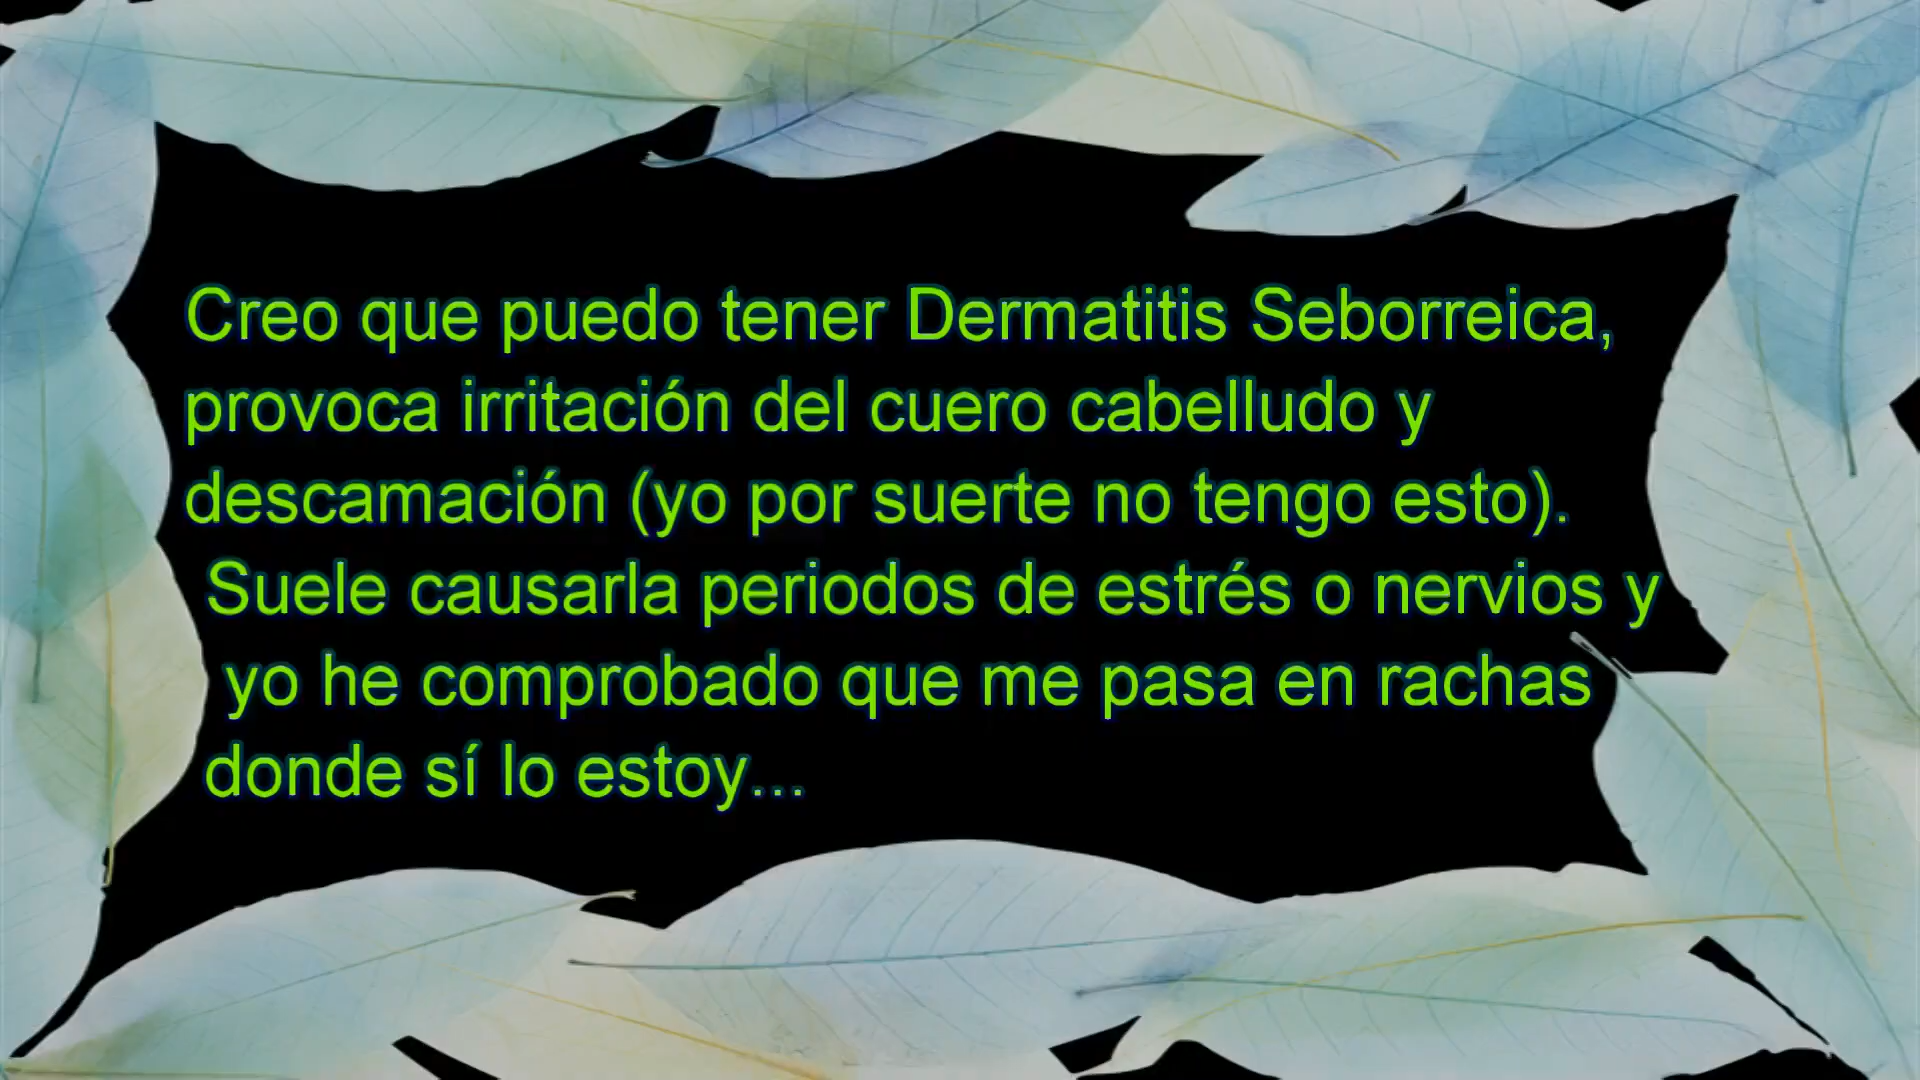 Creo que puedo tener Dermatitis Seborreica,
provoca irritación del cuero cabelludo y
descamación (yo por suerte no tengo esto).
Suele causarla periodos de estrés o nervios y
yo he comprobado que me pasa en rachas
donde sí lo estoy...